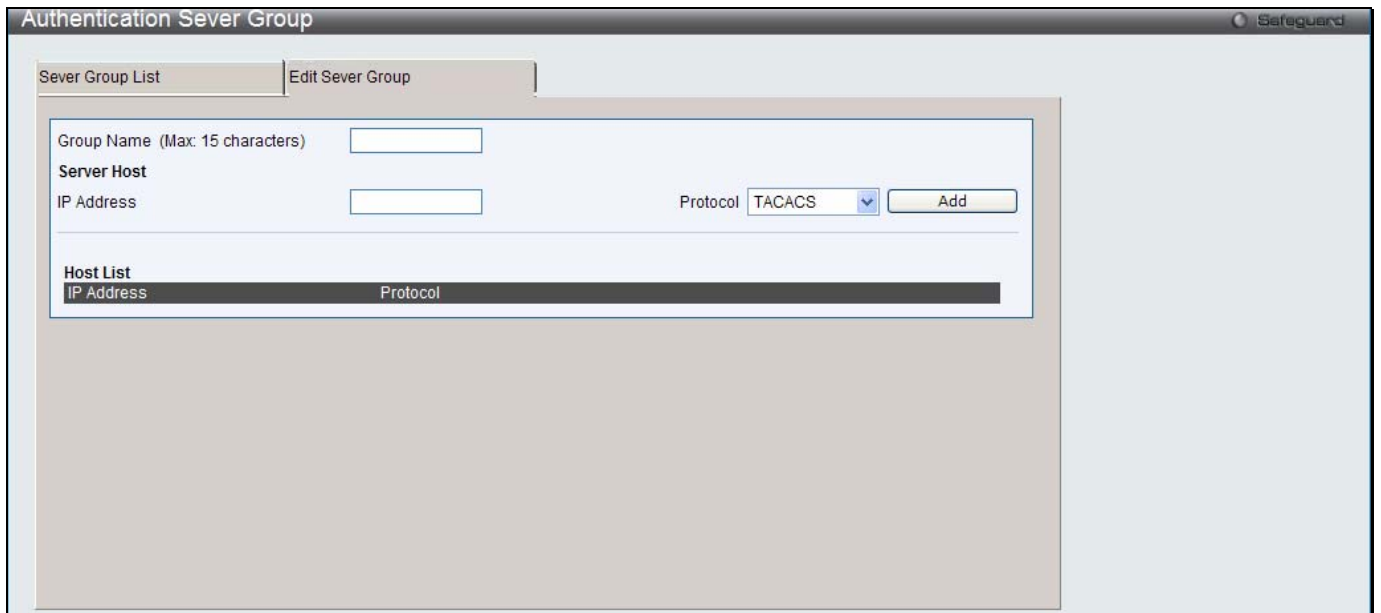 Authentication Sever Group
Safeguard
Sever Group List
Edit Sever Group
Group Name (Max: 15 characters)
Server Host
IP Address
Protocol TACACS Add
Host List
IP Address Protocol